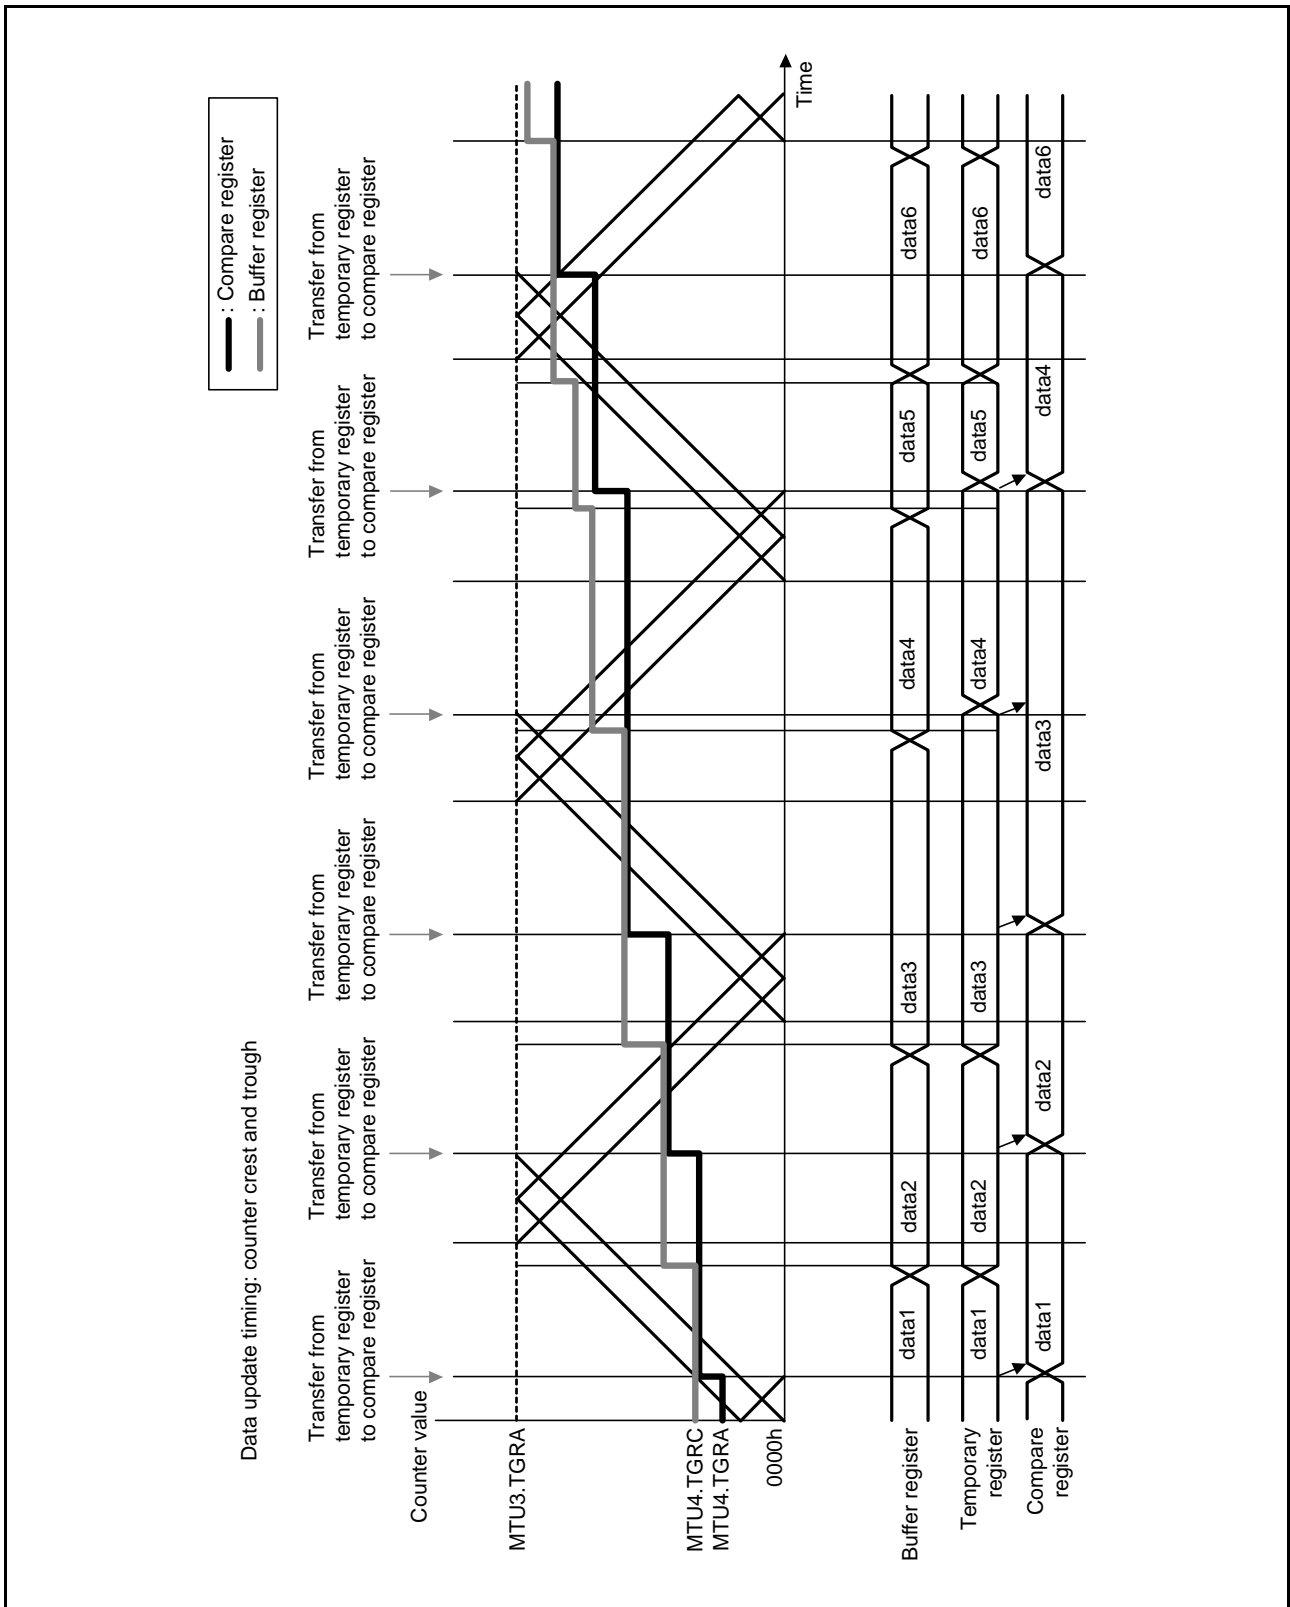 Data update timing: counter crest and trough
: Compare register
: Buffer register
Transfer from
temporary register
to compare register
Transfer from
temporary register
to compare register
Transfer from
temporary register
to compare register
Transfer from
temporary register
to compare register
Transfer from
temporary register
to compare register
Transfer from
temporary register
to compare register
Counter value
MTU3.TGRA
MTU4.TGRC
MTU4.TGRA
0000h
Time
Buffer register
data1
data2
data3
data4
data5
data6
Temporary
register
data1
data2
data3
data4
data5
data6
Compare
register
data1
data2
data3
data4
data6